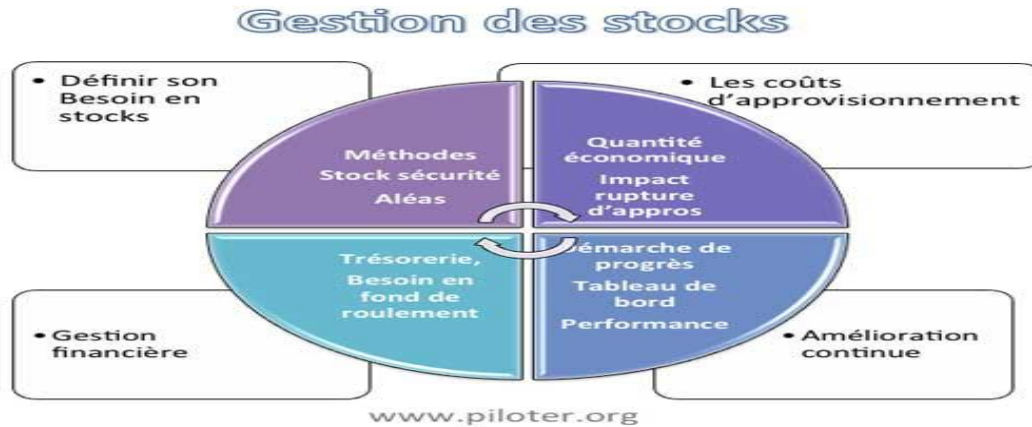 Gestion des stocks
• Définir son
Besoin en
stocks
• Les coûts
d'approvisionnement
Méthodes
Stock sécurité
Aléas
Quantité
économique
Impact
rupture
d'appros
Trésorerie,
Besoin en
fond de
roulement
Démarche de
progrès
Tableau de
bord
Performance
• Gestion
financière
• Amélioration
continue
www.piloter.org